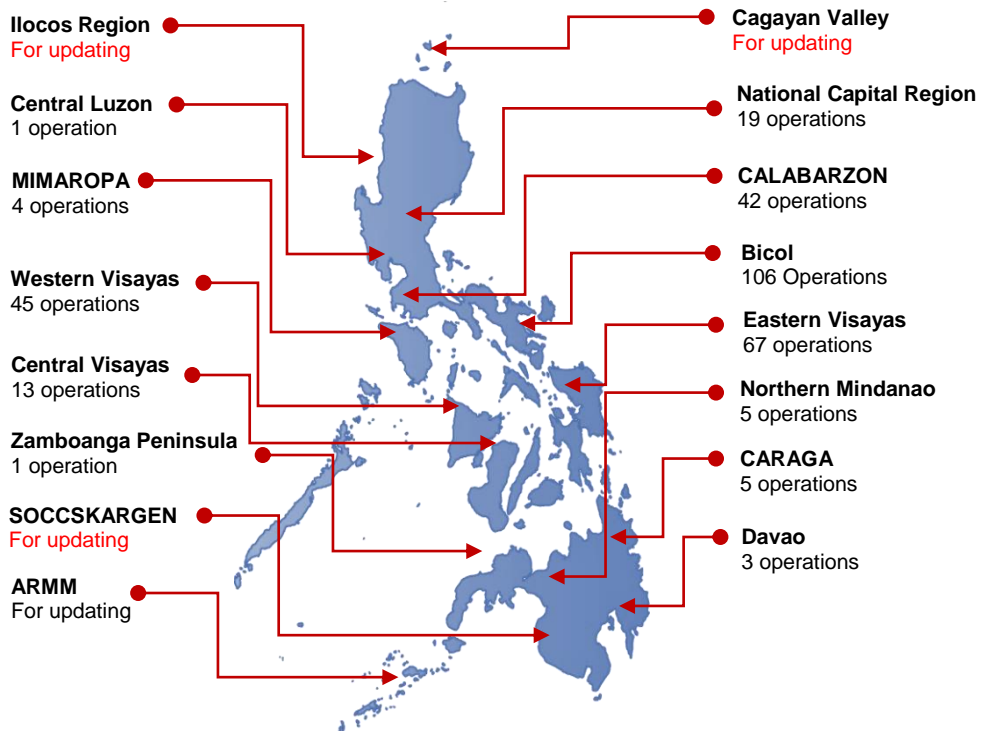 Ilocos Region
For updating
Central Luzon
1 operation
MIMAROPA
4 operations
Western Visayas
45 operations
Central Visayas
13 operations
Zamboanga Peninsula
1 operation
SOCCSKARGEN
For updating
ARMM
For updating
Cagayan Valley
For updating
National Capital Region
19 operations
CALABARZON
42 operations
Bicol
106 Operations
Eastern Visayas
67 operations
Northern Mindanao
5 operations
CARAGA
5 operations
Davao
3 operations